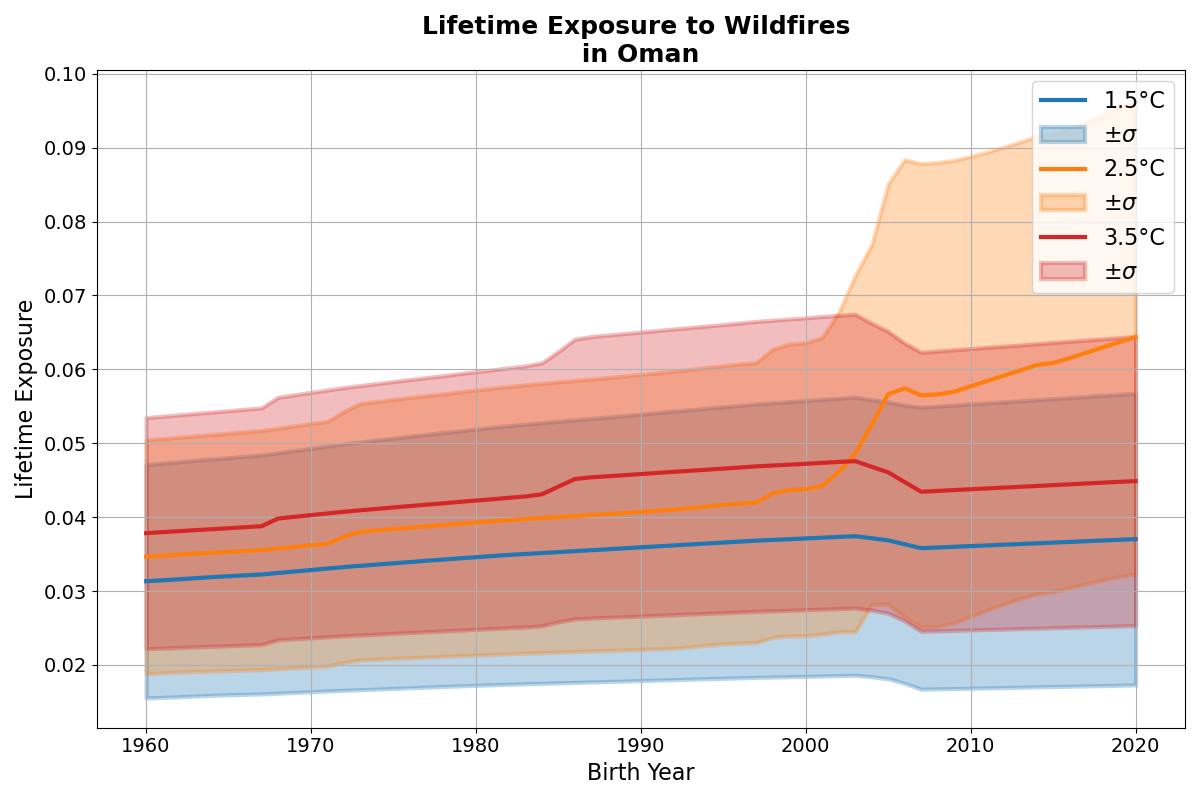 Lifetime Exposure to Wildfires
in Oman
Lifetime Exposure
0.10
0.09
0.08
0.07
0.06
0.05
0.04
0.03
0.02
1960
1970
1980
1990
2000
2010
2020
Birth Year
1.5°C
±σ
2.5°C
±σ
3.5°C
±σ